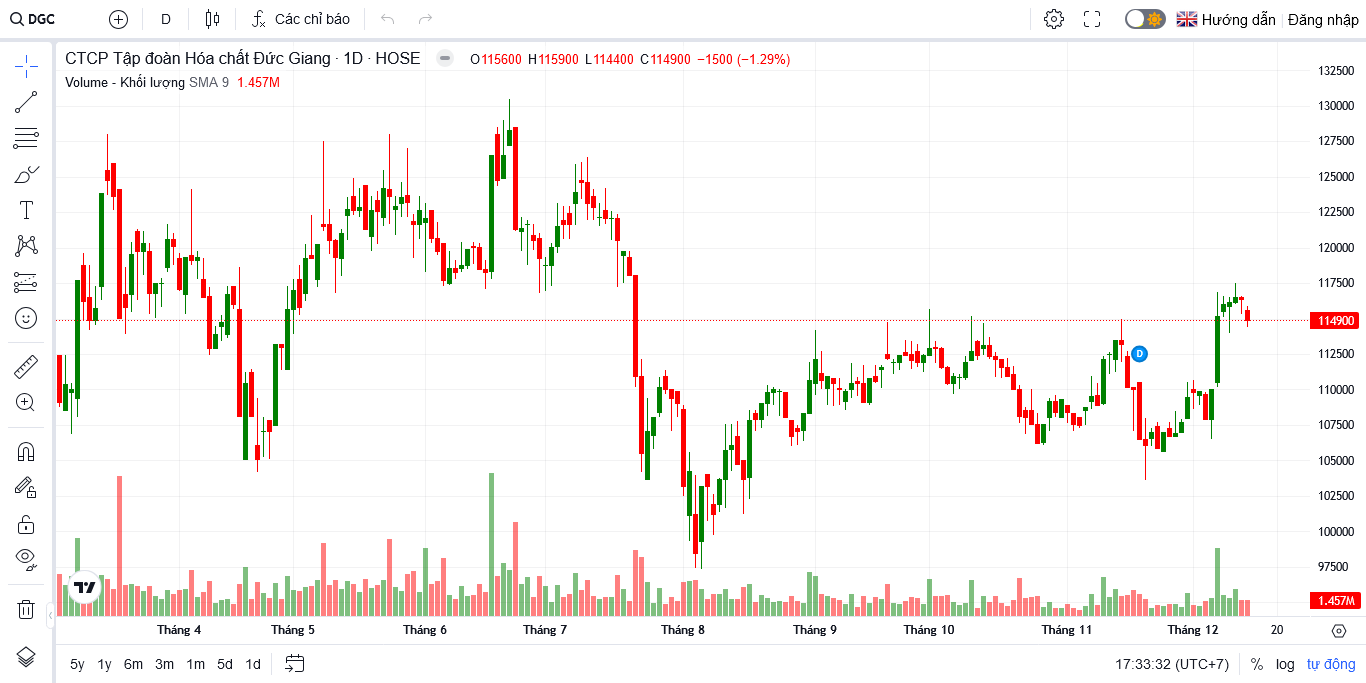 DGC D Các chỉ báo Hướng dẫn Đăng nhập
CTCP Tập đoàn Hóa chất Đức Giang · 1D · HOSE O115600 H115900 L114400 C114900 −1500 (−1.29%)
Volume - Khối lượng SMA 9 1.457M
132500
130000
127500
125000
122500
120000
117500
114900
112500
D
110000
107500
105000
102500
100000
97500
1.457M
Tháng 4 Tháng 5 Tháng 6 Tháng 7 Tháng 8 Tháng 9 Tháng 10 Tháng 11 Tháng 12 20
5y 1y 6m 3m 1m 5d 1d 17:33:32 (UTC+7) % log tự động